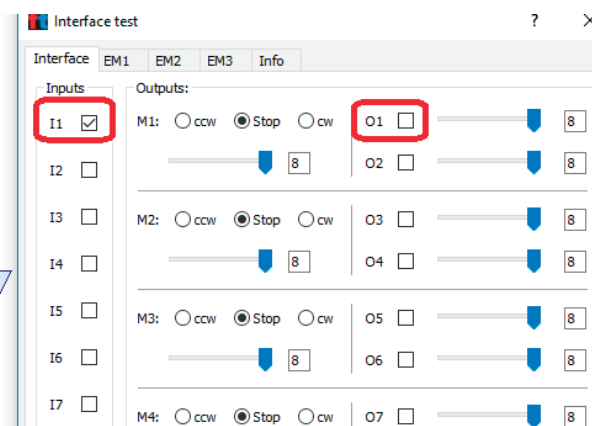 Interface test ?
Interface EM1 EM2 EM3 Info
Inputs Outputs:
I1 M1: ccw Stop cw O1 8
I2 8 O2 8
I3 M2: ccw Stop cw O3 8
I4 8 O4 8
I5 M3: ccw Stop cw O5 8
I6 8 O6 8
I7 M4: ccw Stop cw O7 8